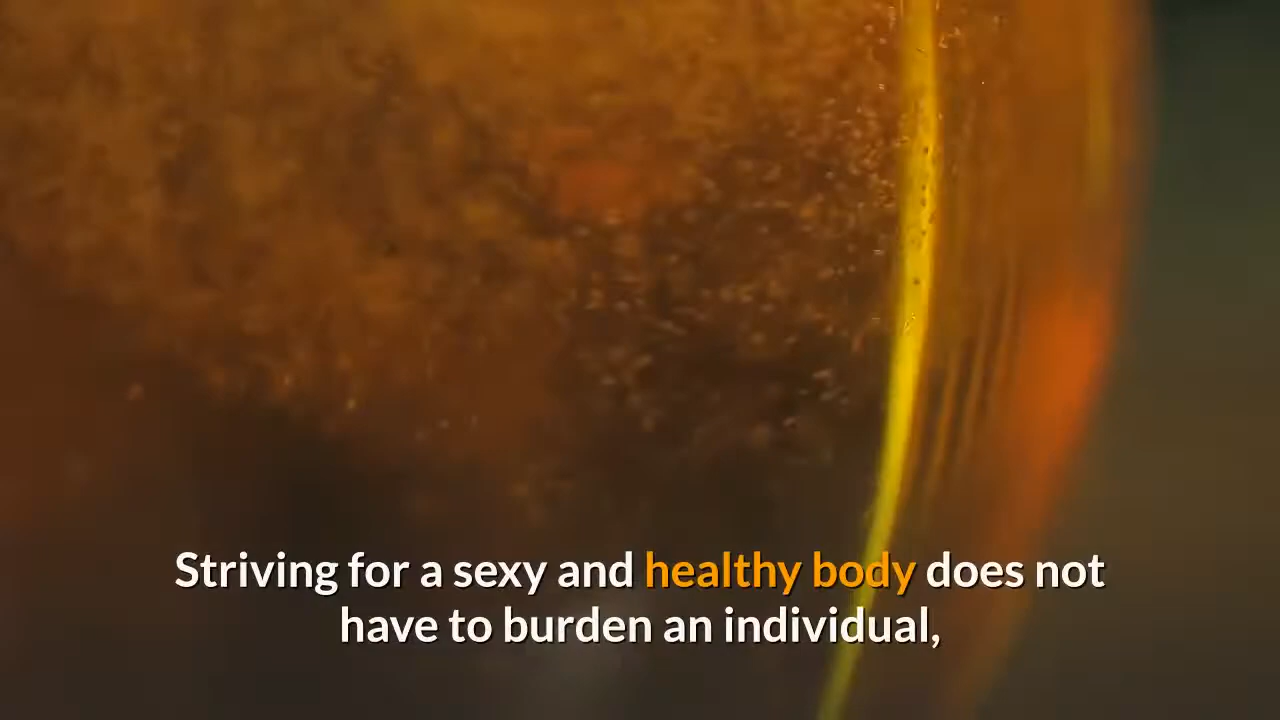 Striving for a sexy and healthy body does not
have to burden an individual,